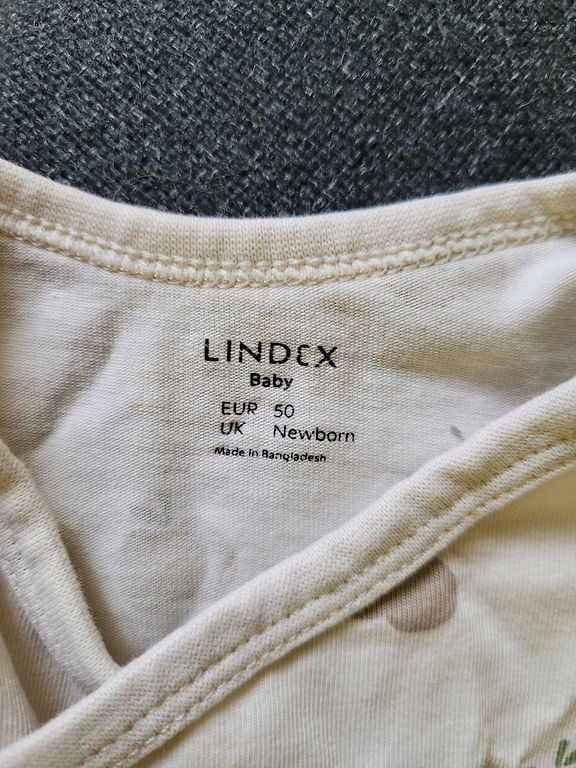 LINDEX
Baby
EUR 50
UK Newborn
Made in Bangladesh